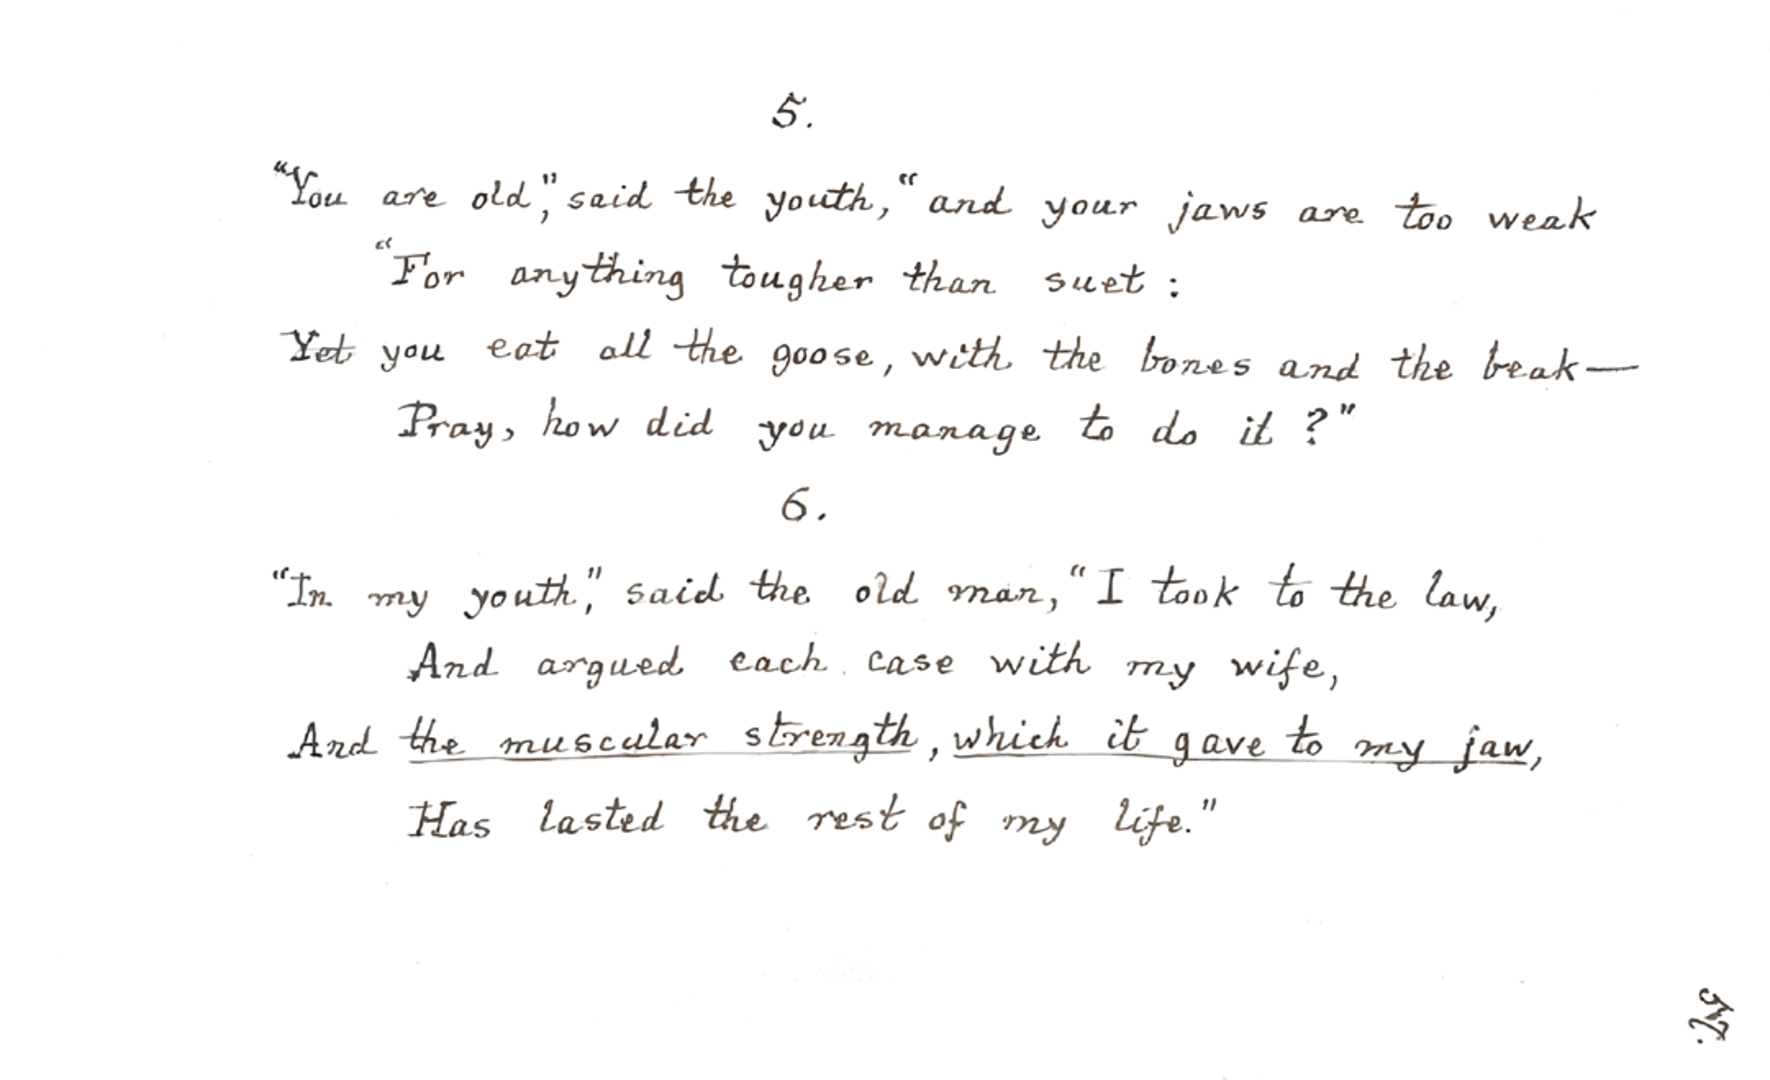 5.
"You are old," said the youth, "and your jaws are too weak
"For anything tougher than suet:
Yet you eat all the goose, with the bones and the beak—
Pray, how did you manage to do it?"
6.
"In my youth," said the old man, "I took to the law,
And argued each case with my wife,
And the muscular strength, which it gave to my jaw,
Has lasted the rest of my life."